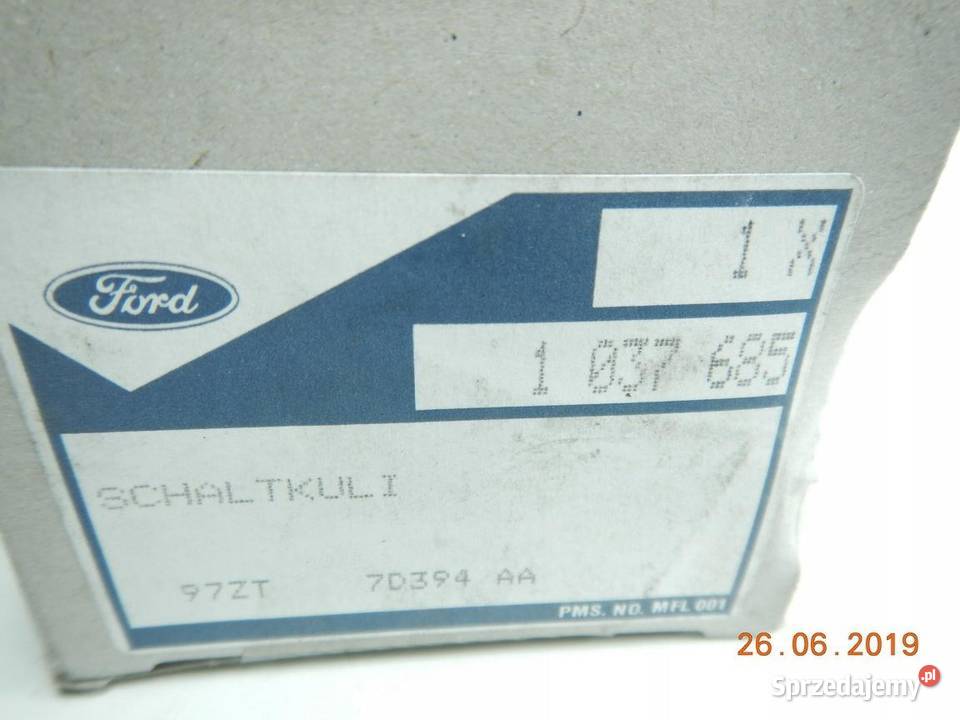 1 X
Ford
1 037 685
SCHALTKULI
97ZT 7D394 AA
PMS. NO. MFL 001
26.06.2019
Sprzedajemy.pl